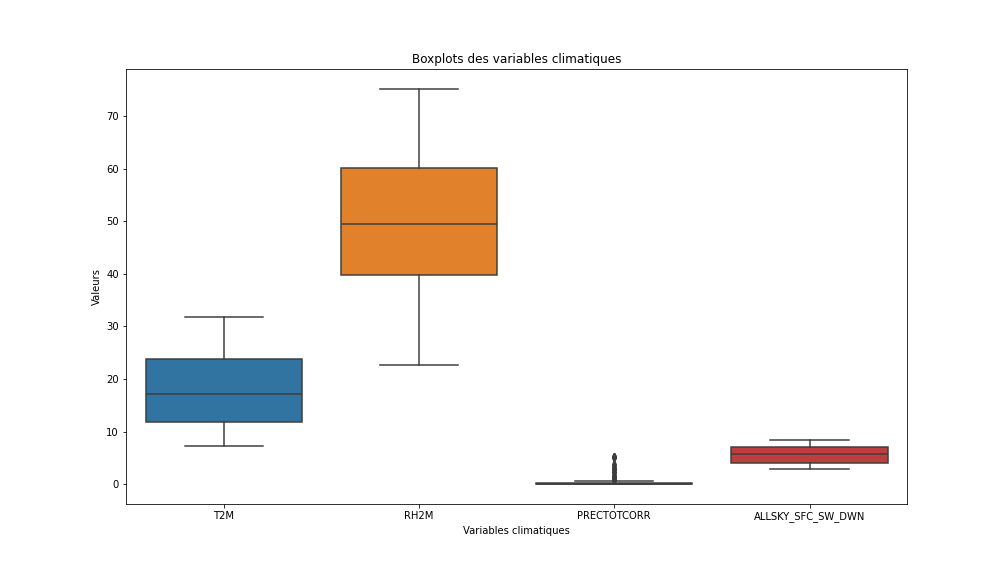 Boxplots des variables climatiques
Valeurs
70
60
50
40
30
20
10
0
T2M RH2M PRECTOTCORR ALLSKY_SFC_SW_DWN
Variables climatiques